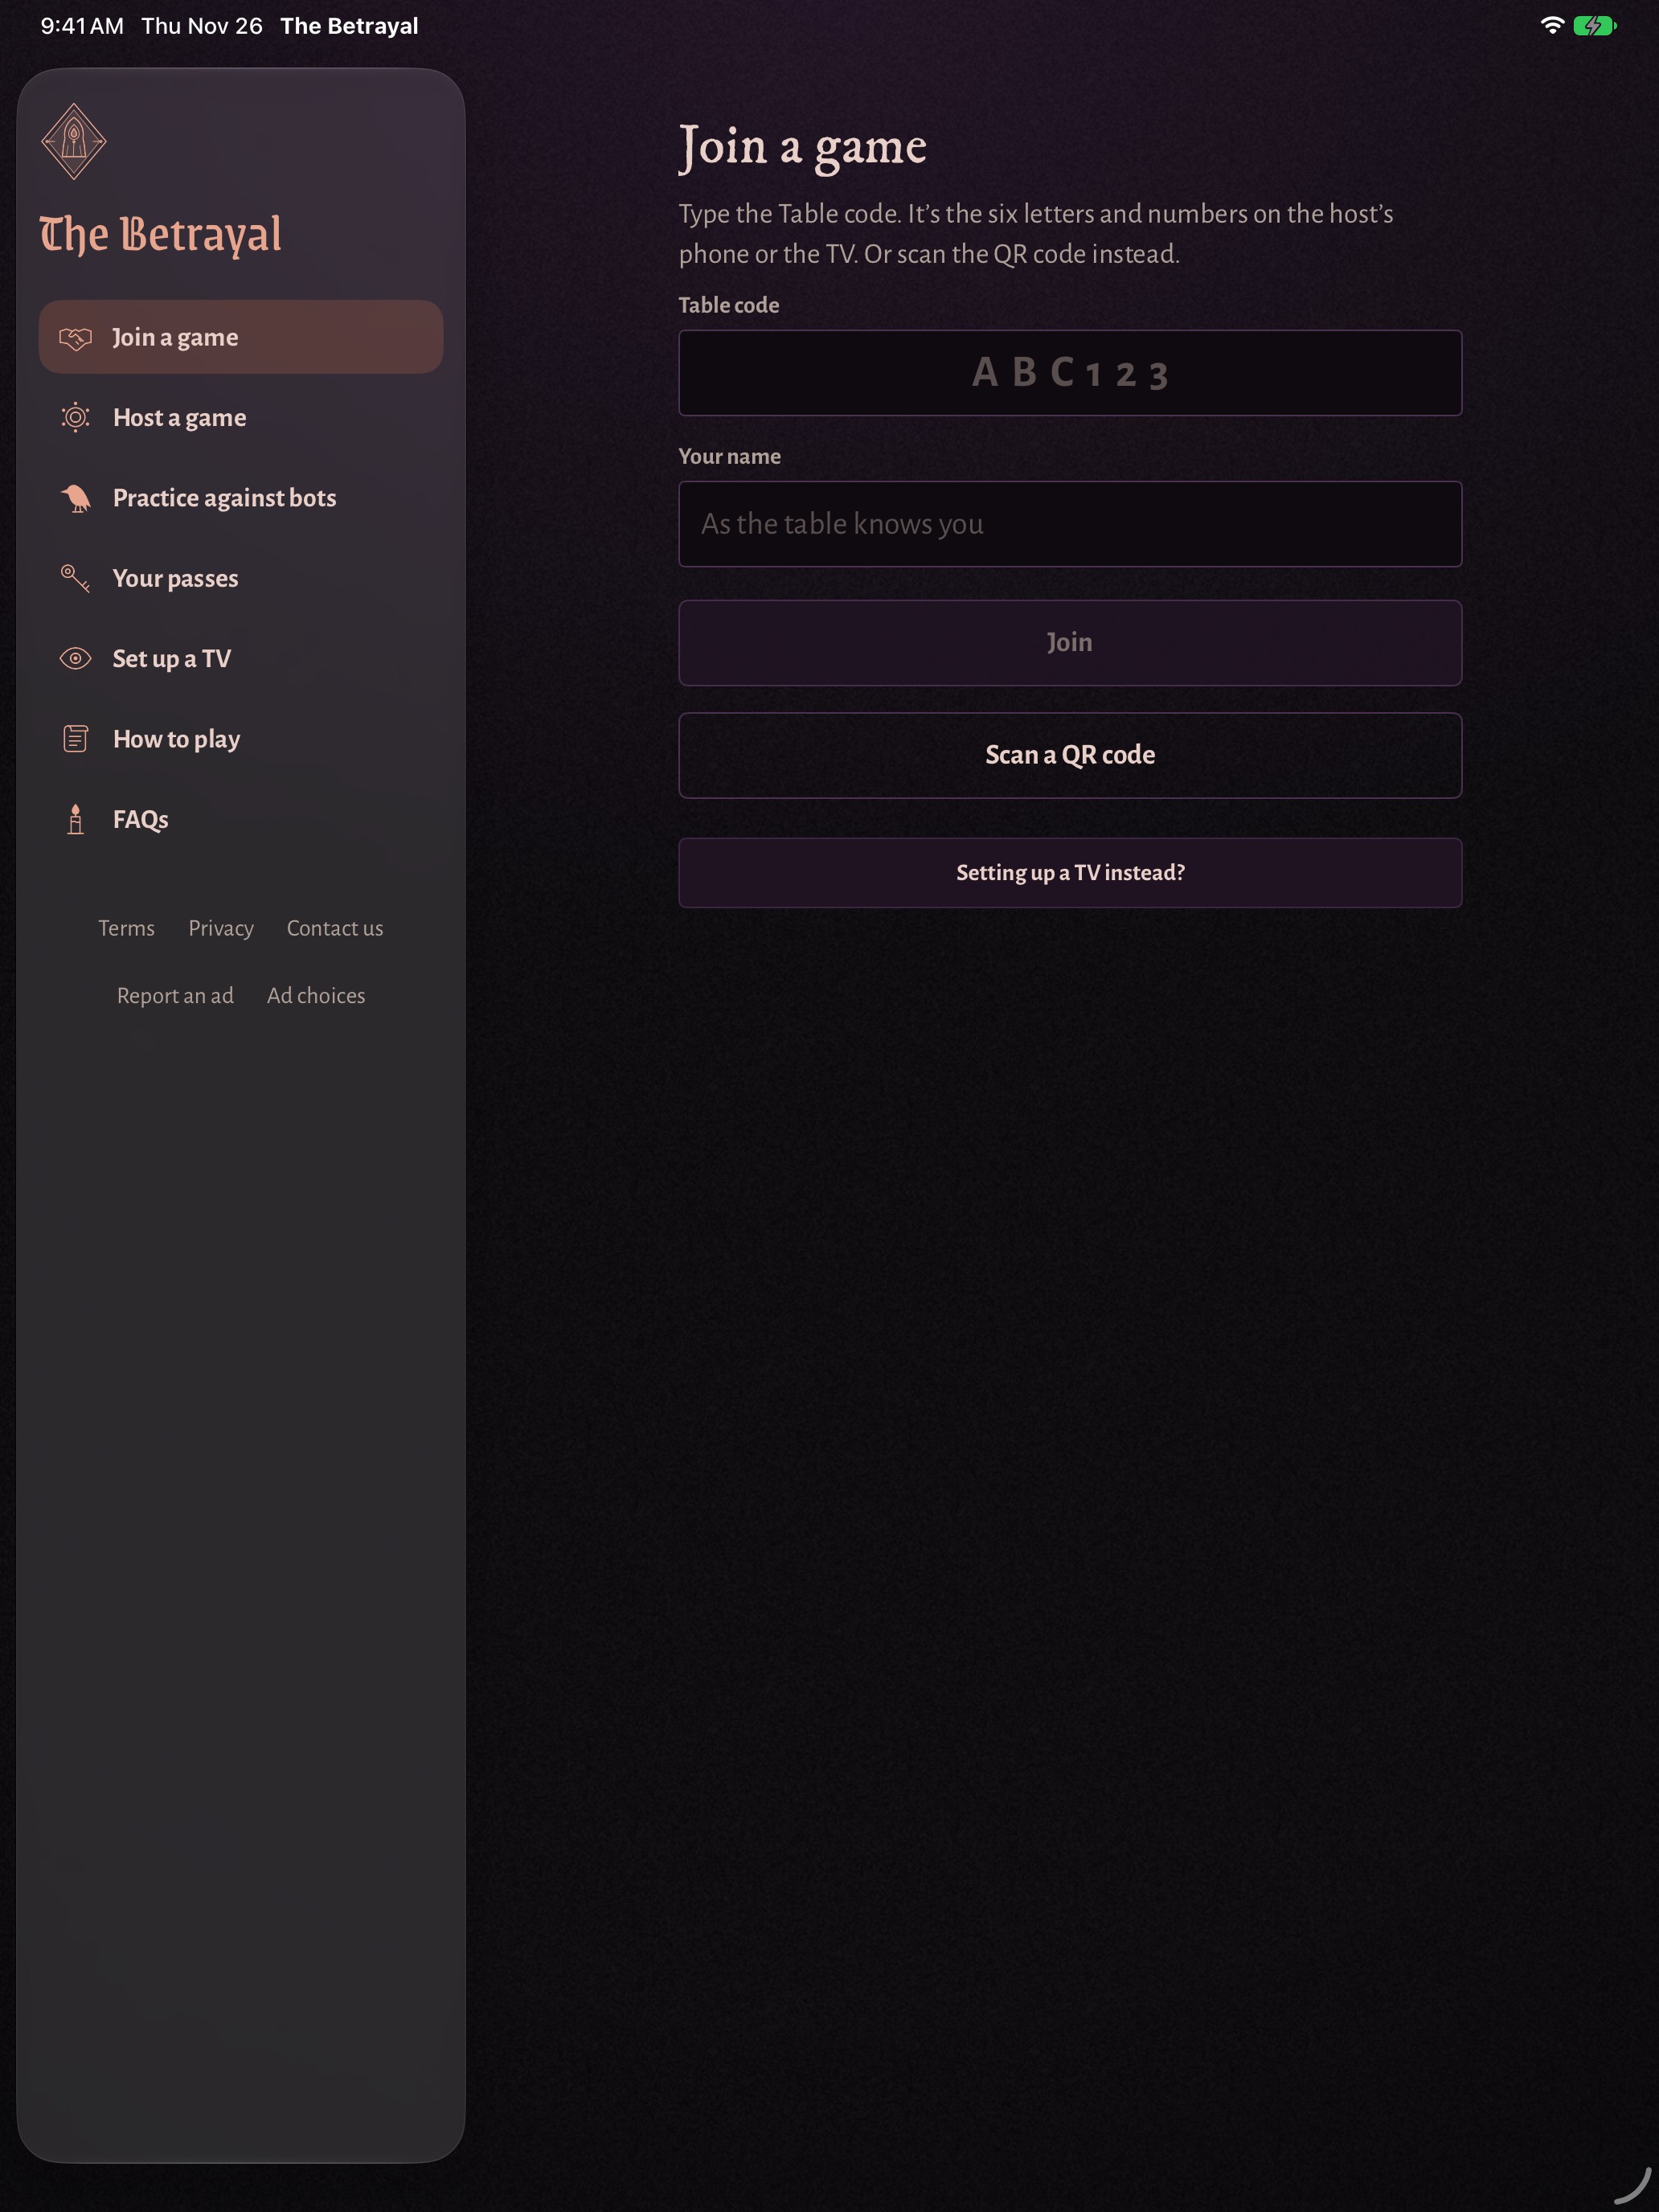 9:41 AM Thu Nov 26 The Betrayal
The Betrayal
Join a game
Host a game
Practice against bots
Your passes
Set up a TV
How to play
FAQs
Terms Privacy Contact us
Report an ad Ad choices
Join a game
Type the Table code. It’s the six letters and numbers on the host’s
phone or the TV. Or scan the QR code instead.
Table code
ABC123
Your name
As the table knows you
Join
Scan a QR code
Setting up a TV instead?